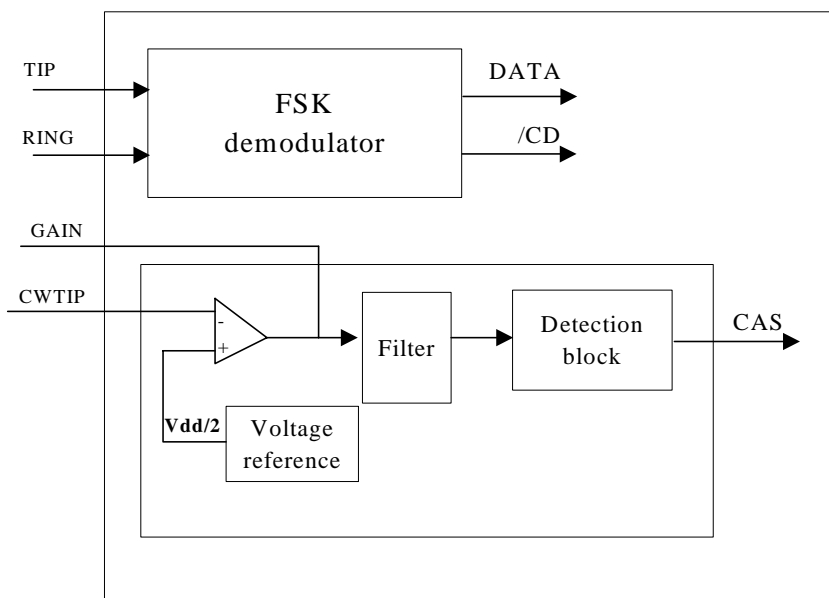 TIP
RING
FSK
demodulator
DATA
/CD
GAIN
CWTIP
-
+
Filter
Detection
block
CAS
Vdd/2
Voltage
reference